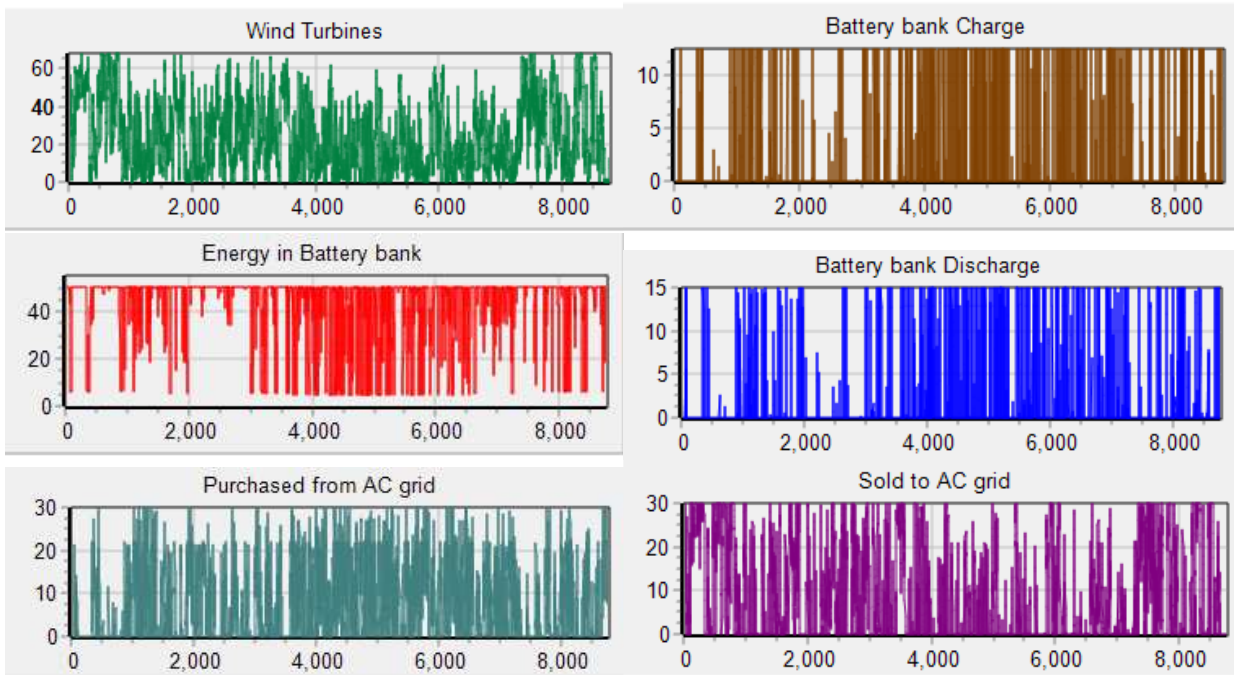 Wind Turbines
60
40
20
0
0 2,000 4,000 6,000 8,000
Battery bank Charge
10
5
0
0 2,000 4,000 6,000 8,000
Energy in Battery bank
40
20
0
0 2,000 4,000 6,000 8,000
Battery bank Discharge
15
10
5
0
0 2,000 4,000 6,000 8,000
Purchased from AC grid
30
20
10
0
0 2,000 4,000 6,000 8,000
Sold to AC grid
30
20
10
0
0 2,000 4,000 6,000 8,000